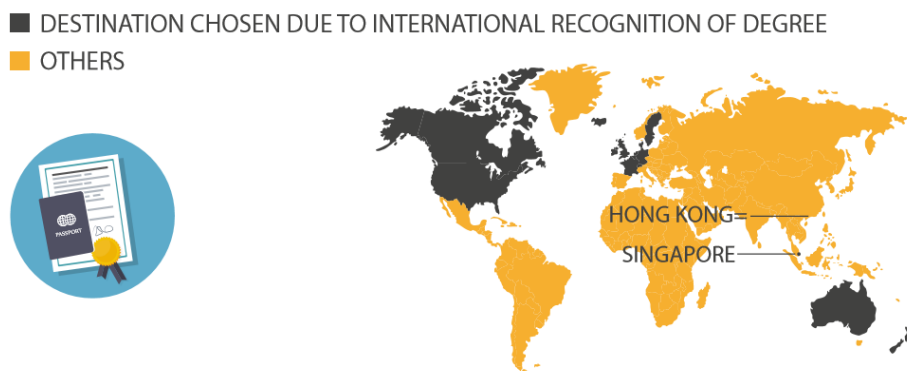 DESTINATION CHOSEN DUE TO INTERNATIONAL RECOGNITION OF DEGREE
OTHERS
PASSPORT
HONG KONG=
SINGAPORE